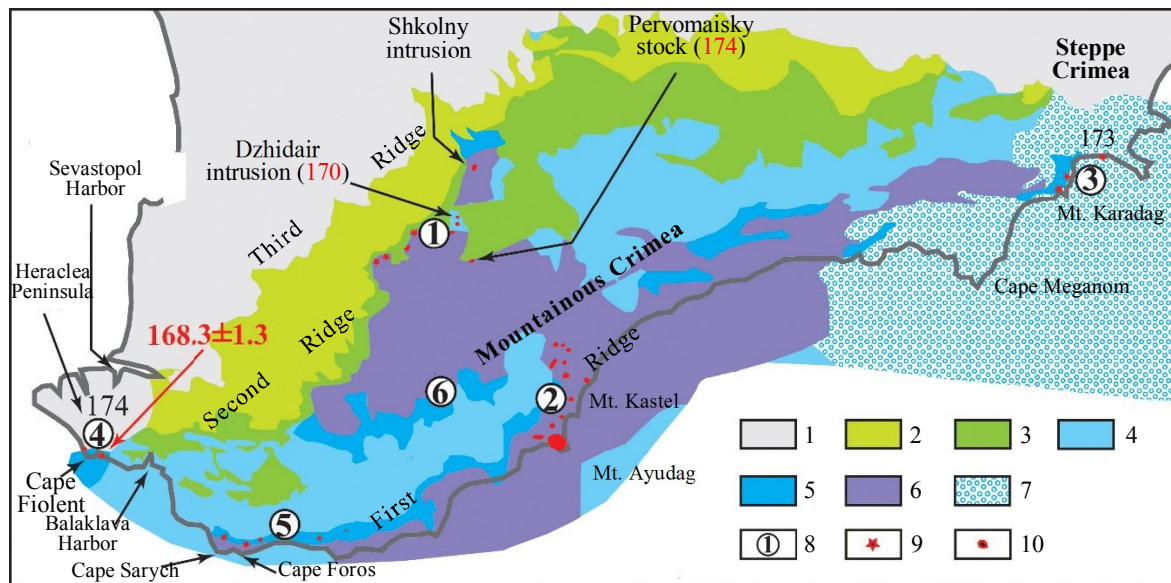 Shkolny
intrusion
Pervomaisky
stock (174)
Steppe
Crimea
Sevastopol
Harbor
Dzhidair
intrusion (170)
Ridge
173
3
Mt. Karadag
1
Third
Heraclea
Peninsula
Mountainous Crimea
Cape Meganom
168.3±1.3
Ridge
Ridge
Second
6
2
Mt. Kastel
174
4
1
2
3
4
Mt. Ayudag
Cape
Fiolent
5
6
7
First
Balaklava
Harbor
5
1
8
9
10
Cape Sarych
Cape Foros